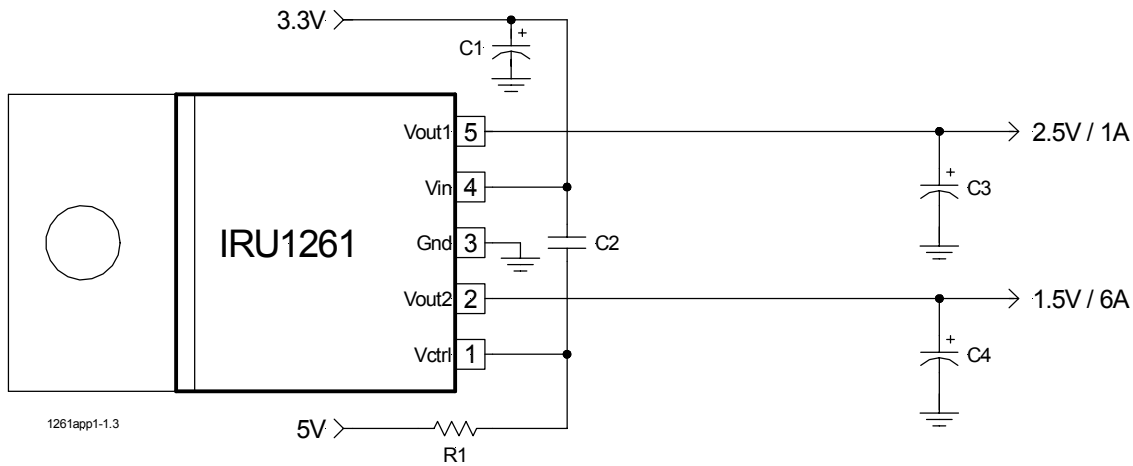 3.3V
+
C1
Vout1 5
2.5V / 1A
+
C3
Vin 4
IRU1261
Gnd 3
C2
Vout2 2
1.5V / 6A
+
C4
Vctrl 1
1261app1-1.3
5V
R1